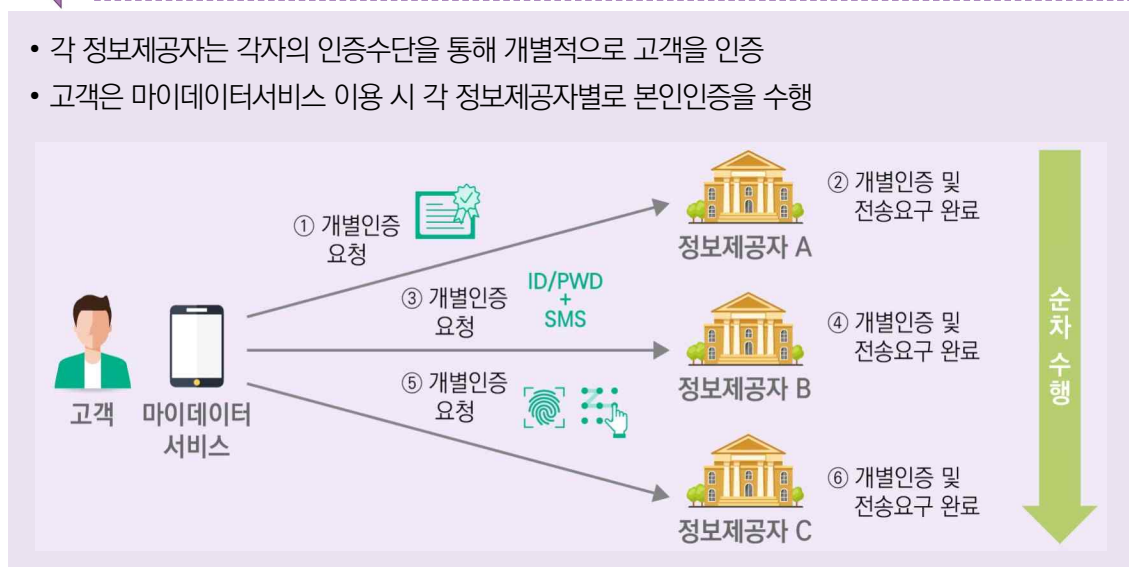 • 각 정보제공자는 각자의 인증수단을 통해 개별적으로 고객을 인증
• 고객은 마이데이터서비스 이용 시 각 정보제공자별로 본인인증을 수행
① 개별인증
요청
② 개별인증 및
전송요구 완료
정보제공자 A
③ 개별인증
요청
ID/PWD
+
SMS
④ 개별인증 및
전송요구 완료
정보제공자 B
⑤ 개별인증
요청
⑥ 개별인증 및
전송요구 완료
정보제공자 C
고객
마이데이터
서비스
순차 수행